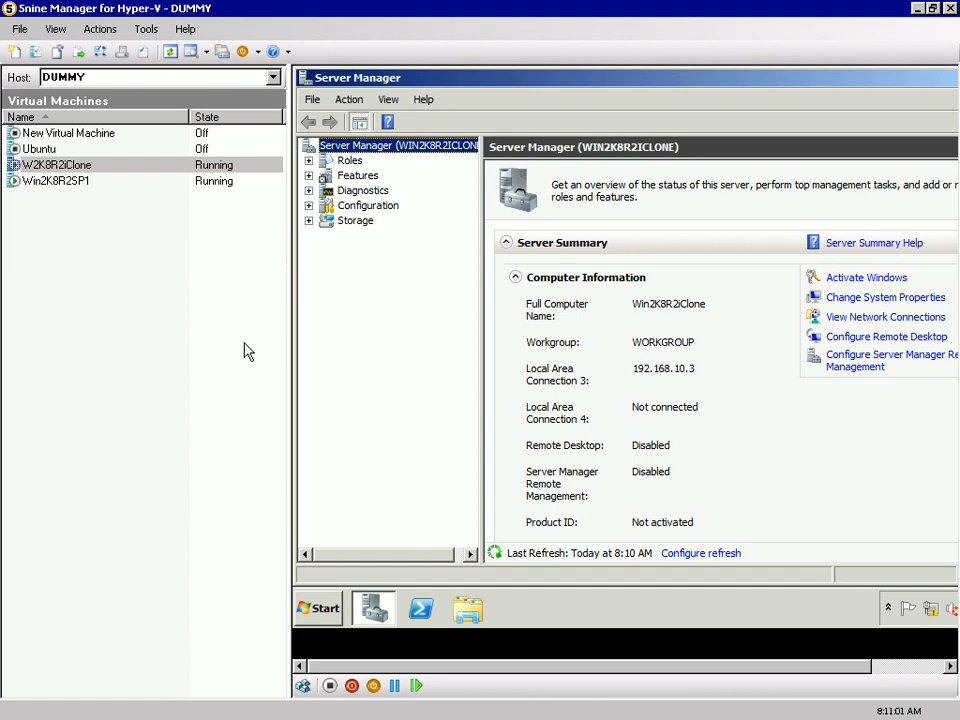 5nine Manager for Hyper-V - DUMMY
File View Actions Tools Help
Host: DUMMY
Virtual Machines
Name State
New Virtual Machine Off
Ubuntu Off
W2K8R2iClone Running
Win2K8R2SP1 Running
Server Manager
File Action View Help
Server Manager (WIN2K8R2ICLON
Roles
Features
Diagnostics
Configuration
Storage
Server Manager (WIN2K8R2ICLONE)
Get an overview of the status of this server, perform top management tasks, and add or r
roles and features.
Server Summary
Server Summary Help
Computer Information
Full Computer Name: Win2K8R2iClone
Workgroup: WORKGROUP
Local Area Connection 3: 192.168.10.3
Local Area Connection 4: Not connected
Remote Desktop: Disabled
Server Manager Remote Management: Disabled
Product ID: Not activated
Activate Windows
Change System Properties
View Network Connections
Configure Remote Desktop
Configure Server Manager Re
Management
Last Refresh: Today at 8:10 AM Configure refresh
Start
8:11:01 AM